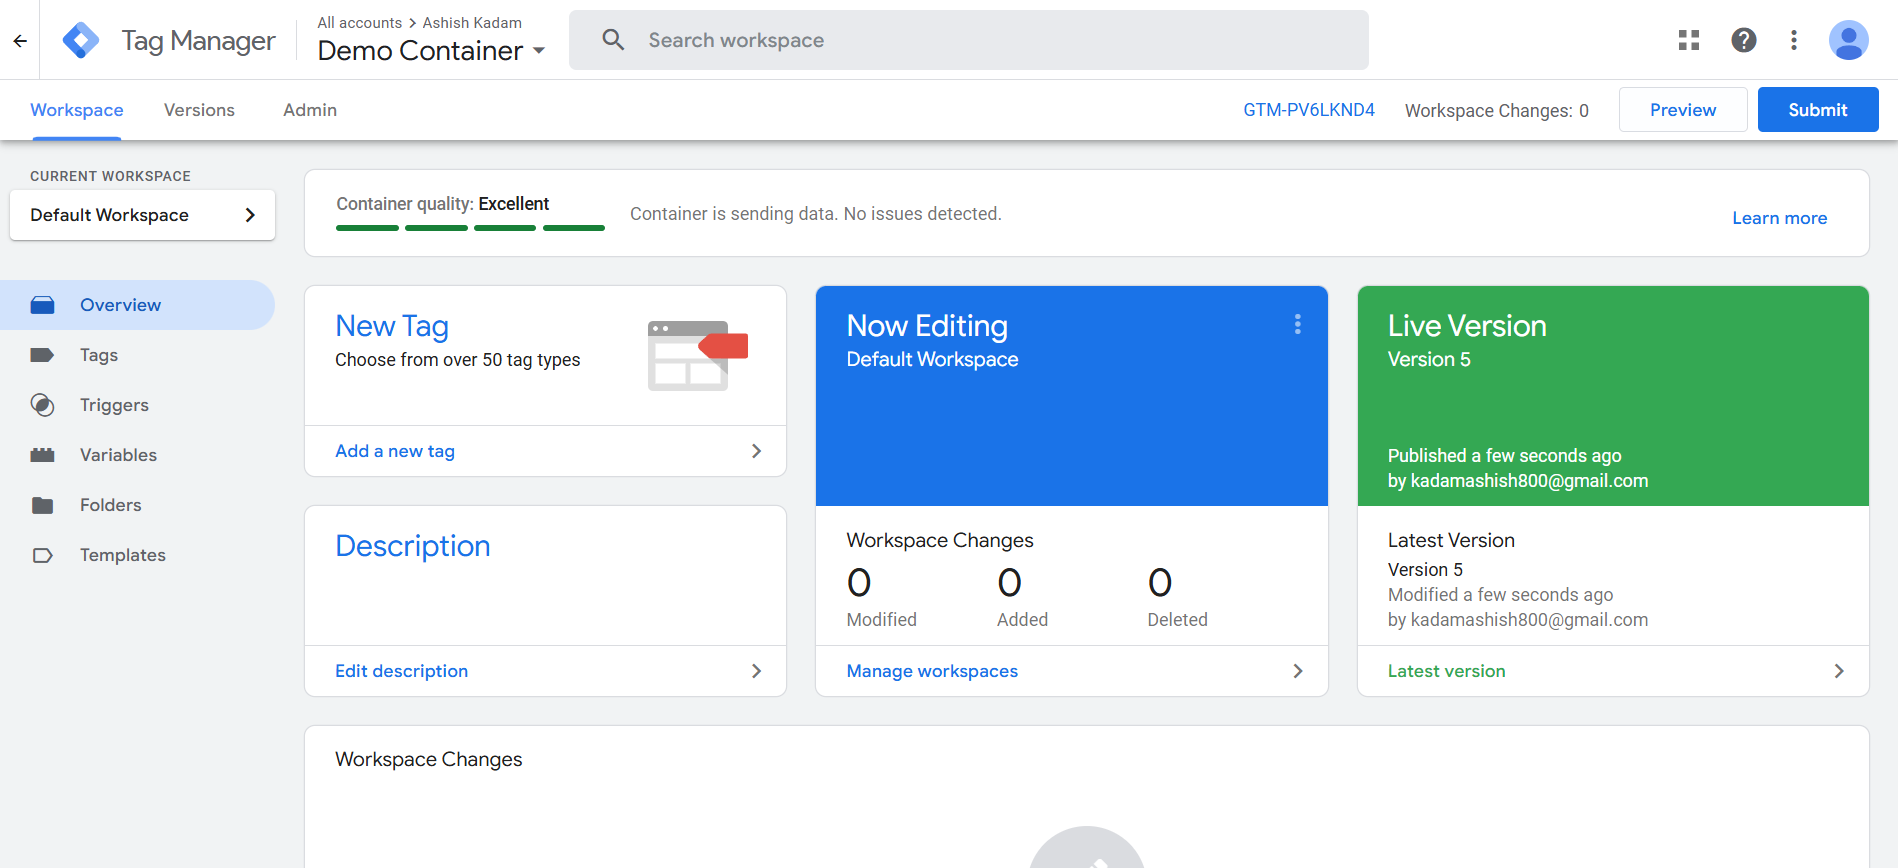 Tag Manager
All accounts > Ashish Kadam
Demo Container
Search workspace
Workspace
Versions
Admin
GTM-PV6LKND4
Workspace Changes: 0
Preview
Submit
CURRENT WORKSPACE
Default Workspace
Overview
Tags
Triggers
Variables
Folders
Templates
Container quality: Excellent
Container is sending data. No issues detected.
Learn more
New Tag
Choose from over 50 tag types
Add a new tag
Description
Edit description
Now Editing
Default Workspace
Workspace Changes
0 0 0
Modified Added Deleted
Manage workspaces
Live Version
Version 5
Published a few seconds ago
by kadamashish800@gmail.com
Latest Version
Version 5
Modified a few seconds ago
by kadamashish800@gmail.com
Latest version
Workspace Changes